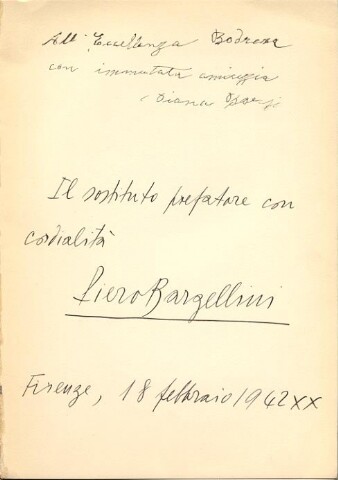 All'Eccellenza Bodrero
con immutata amicizia
Diana
Il sostituto prefatore con
cordialità
Piero Bargellini
Firenze, 18 febbraio 1942 XX